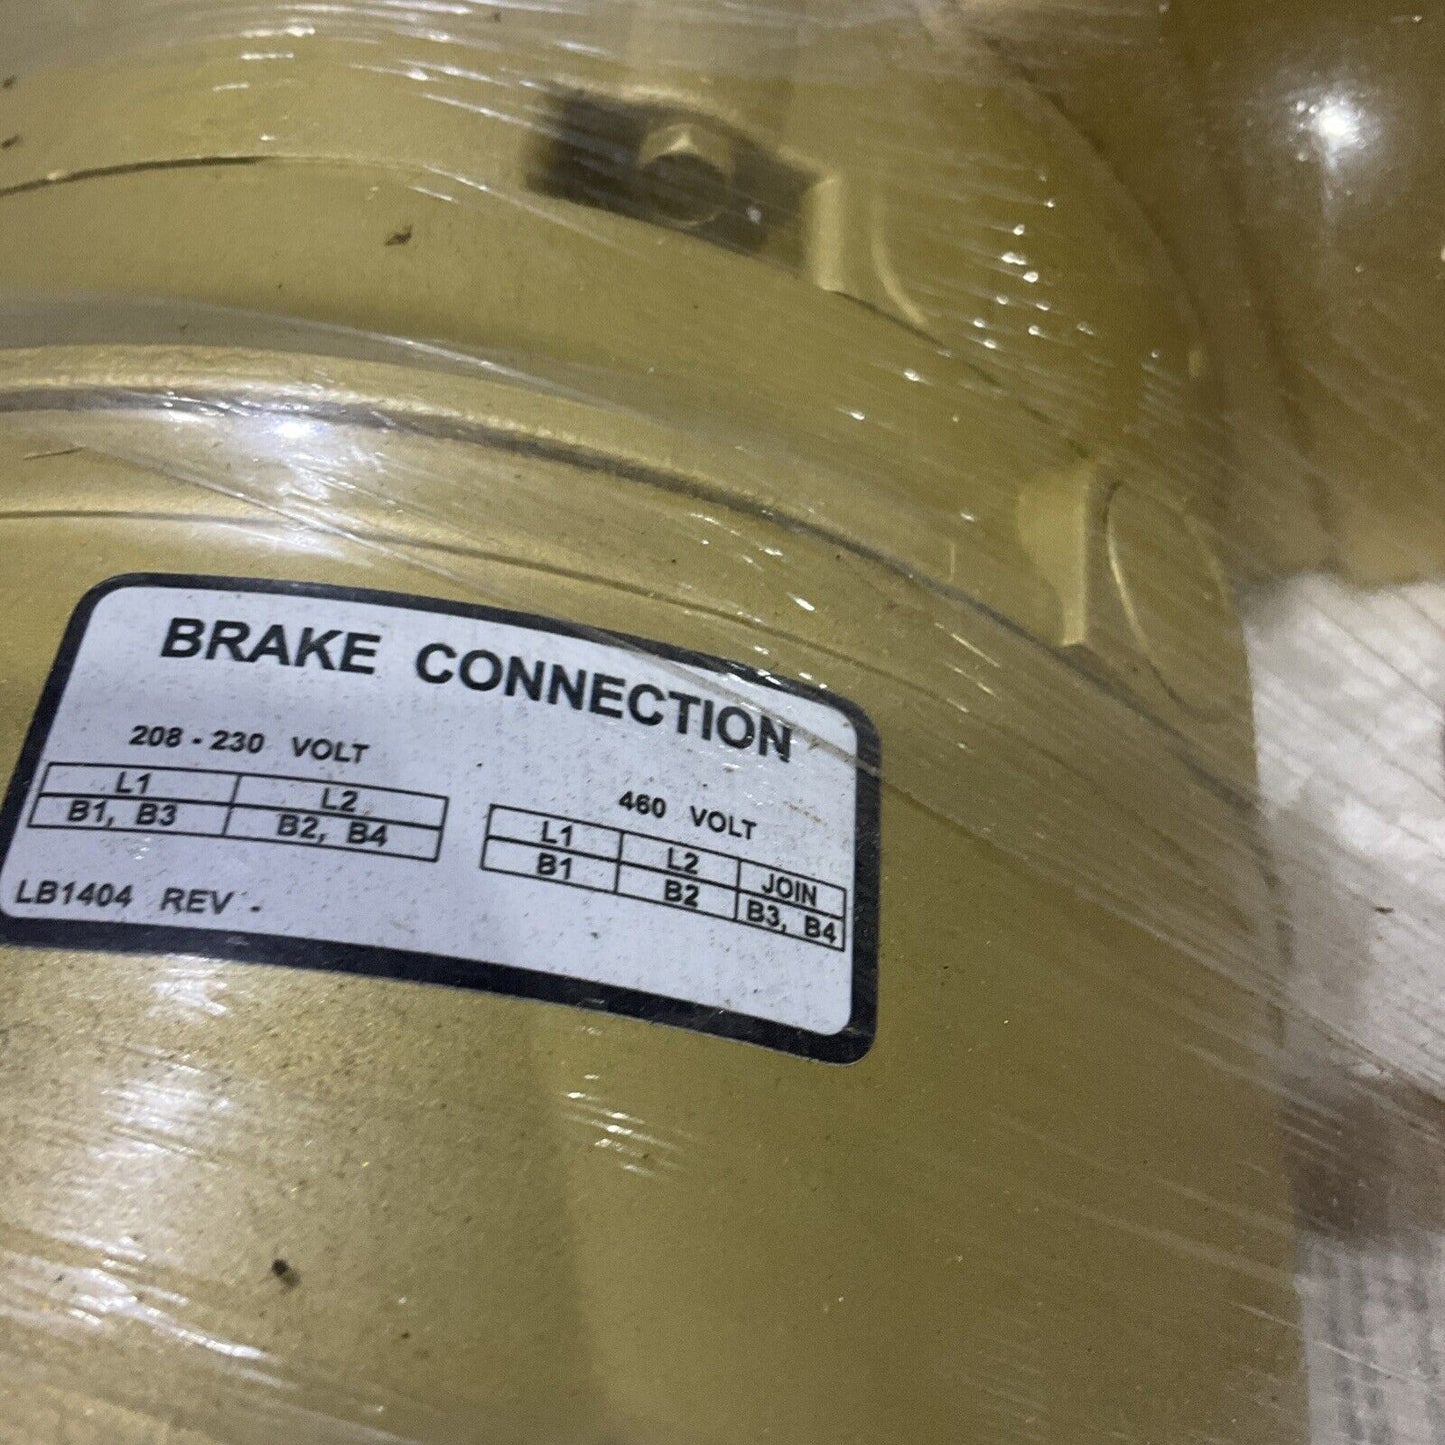 BRAKE CONNECTION
208 - 230 VOLT
L1 L2
B1, B3 B2, B4
460 VOLT
L1 L2 JOIN
B1 B2 B3, B4
LB1404 REV -